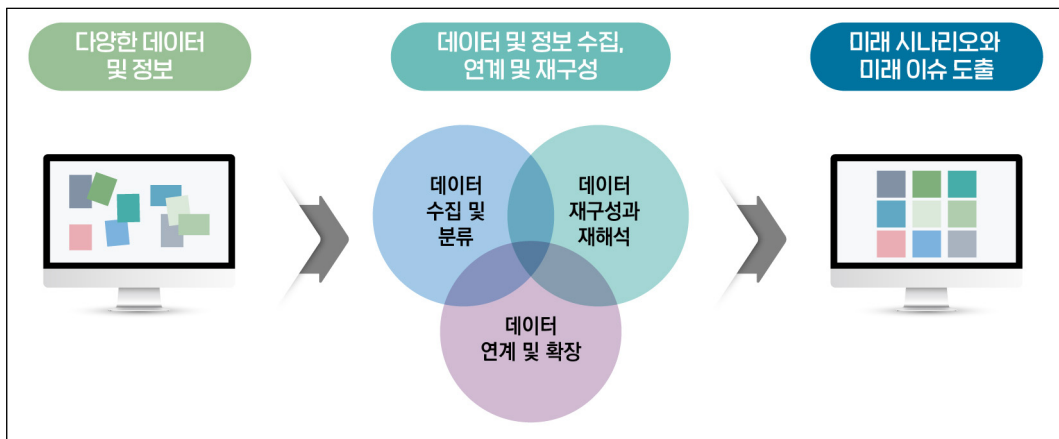 다양한 데이터
및 정보
데이터 및 정보 수집,
연계 및 재구성
미래 시나리오와
미래 이슈 도출
데이터
수집 및
분류
데이터
재구성과
재해석
데이터
연계 및 확장